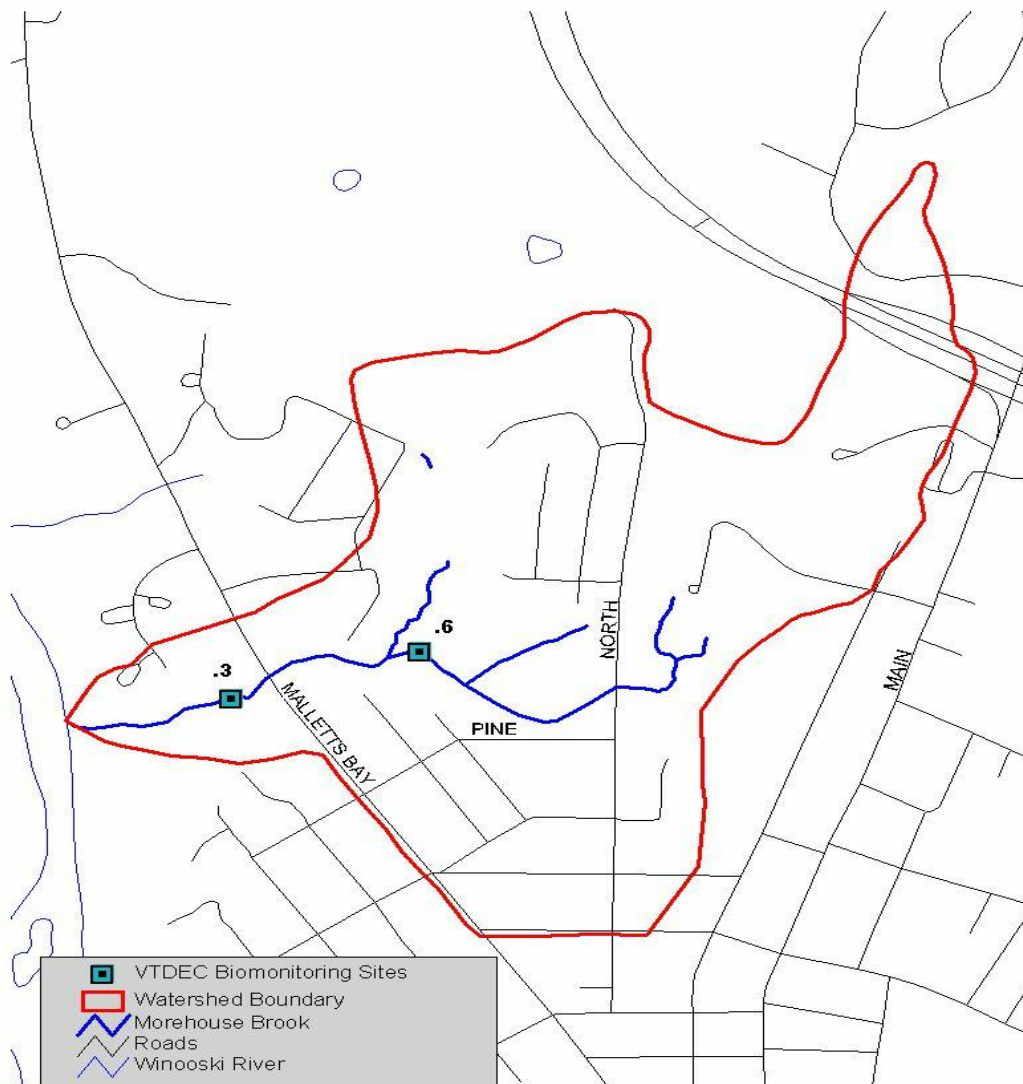 .6
.3
NORTH
MAIN
MALLETTS BAY
PINE
VTDEC Biomonitoring Sites
Watershed Boundary
Morehouse Brook
Roads
Winooski River